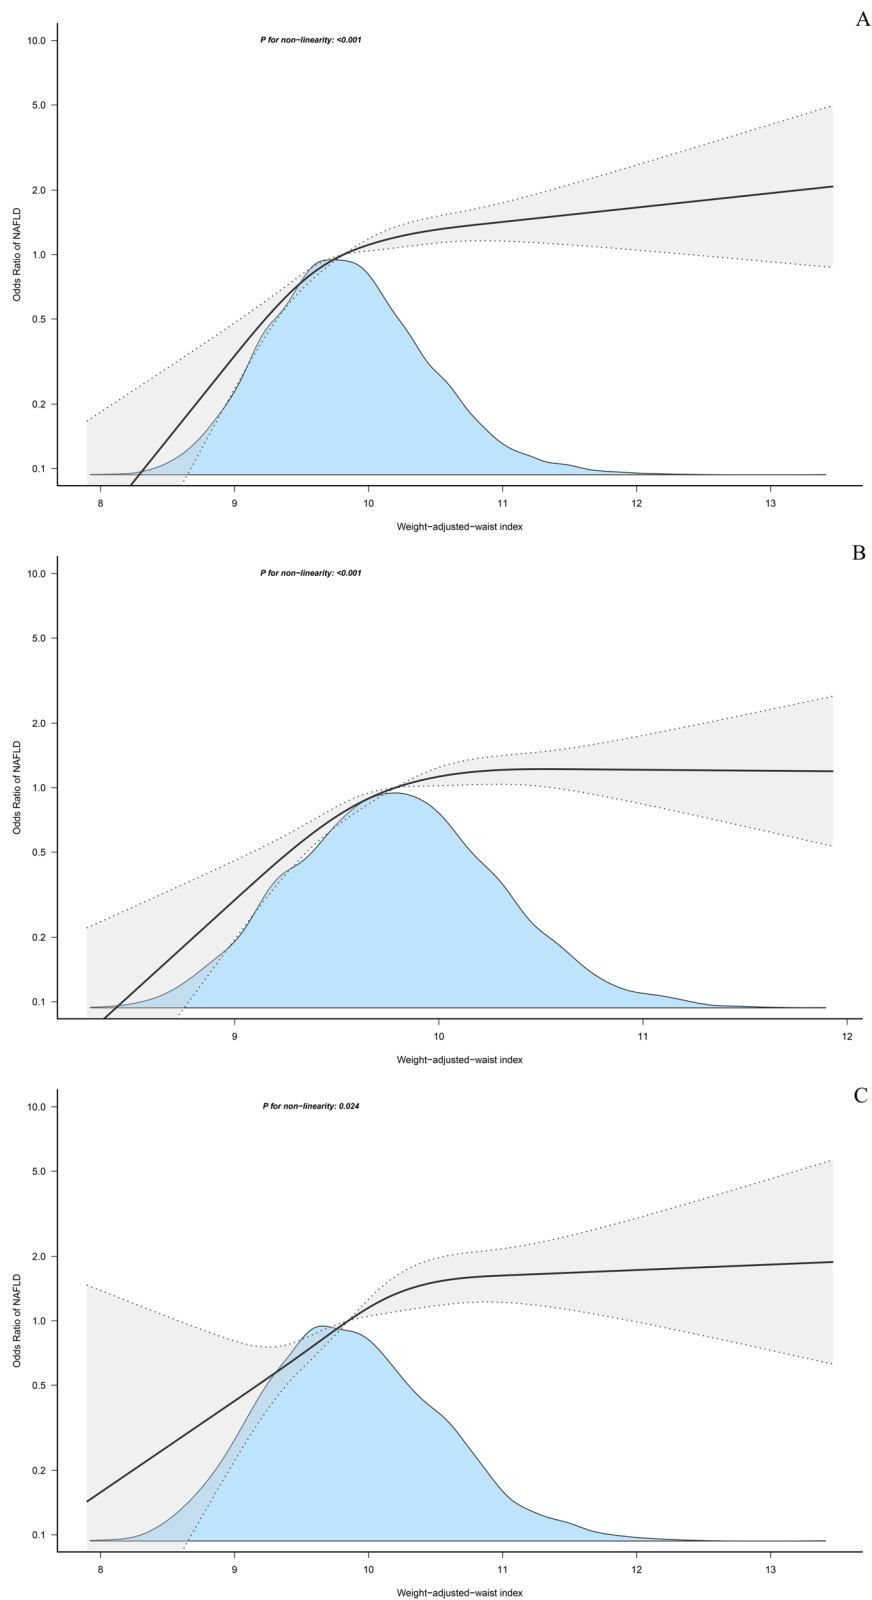 A
P for non−linearity: <0.001
10.0
5.0
2.0
1.0
0.5
0.2
0.1
Odds Ratio of NAFLD
8 9 10 11 12 13
Weight−adjusted−waist index
B
P for non−linearity: <0.001
10.0
5.0
2.0
1.0
0.5
0.2
0.1
Odds Ratio of NAFLD
9 10 11 12
Weight−adjusted−waist index
C
P for non−linearity: 0.024
10.0
5.0
2.0
1.0
0.5
0.2
0.1
Odds Ratio of NAFLD
8 9 10 11 12 13
Weight−adjusted−waist index